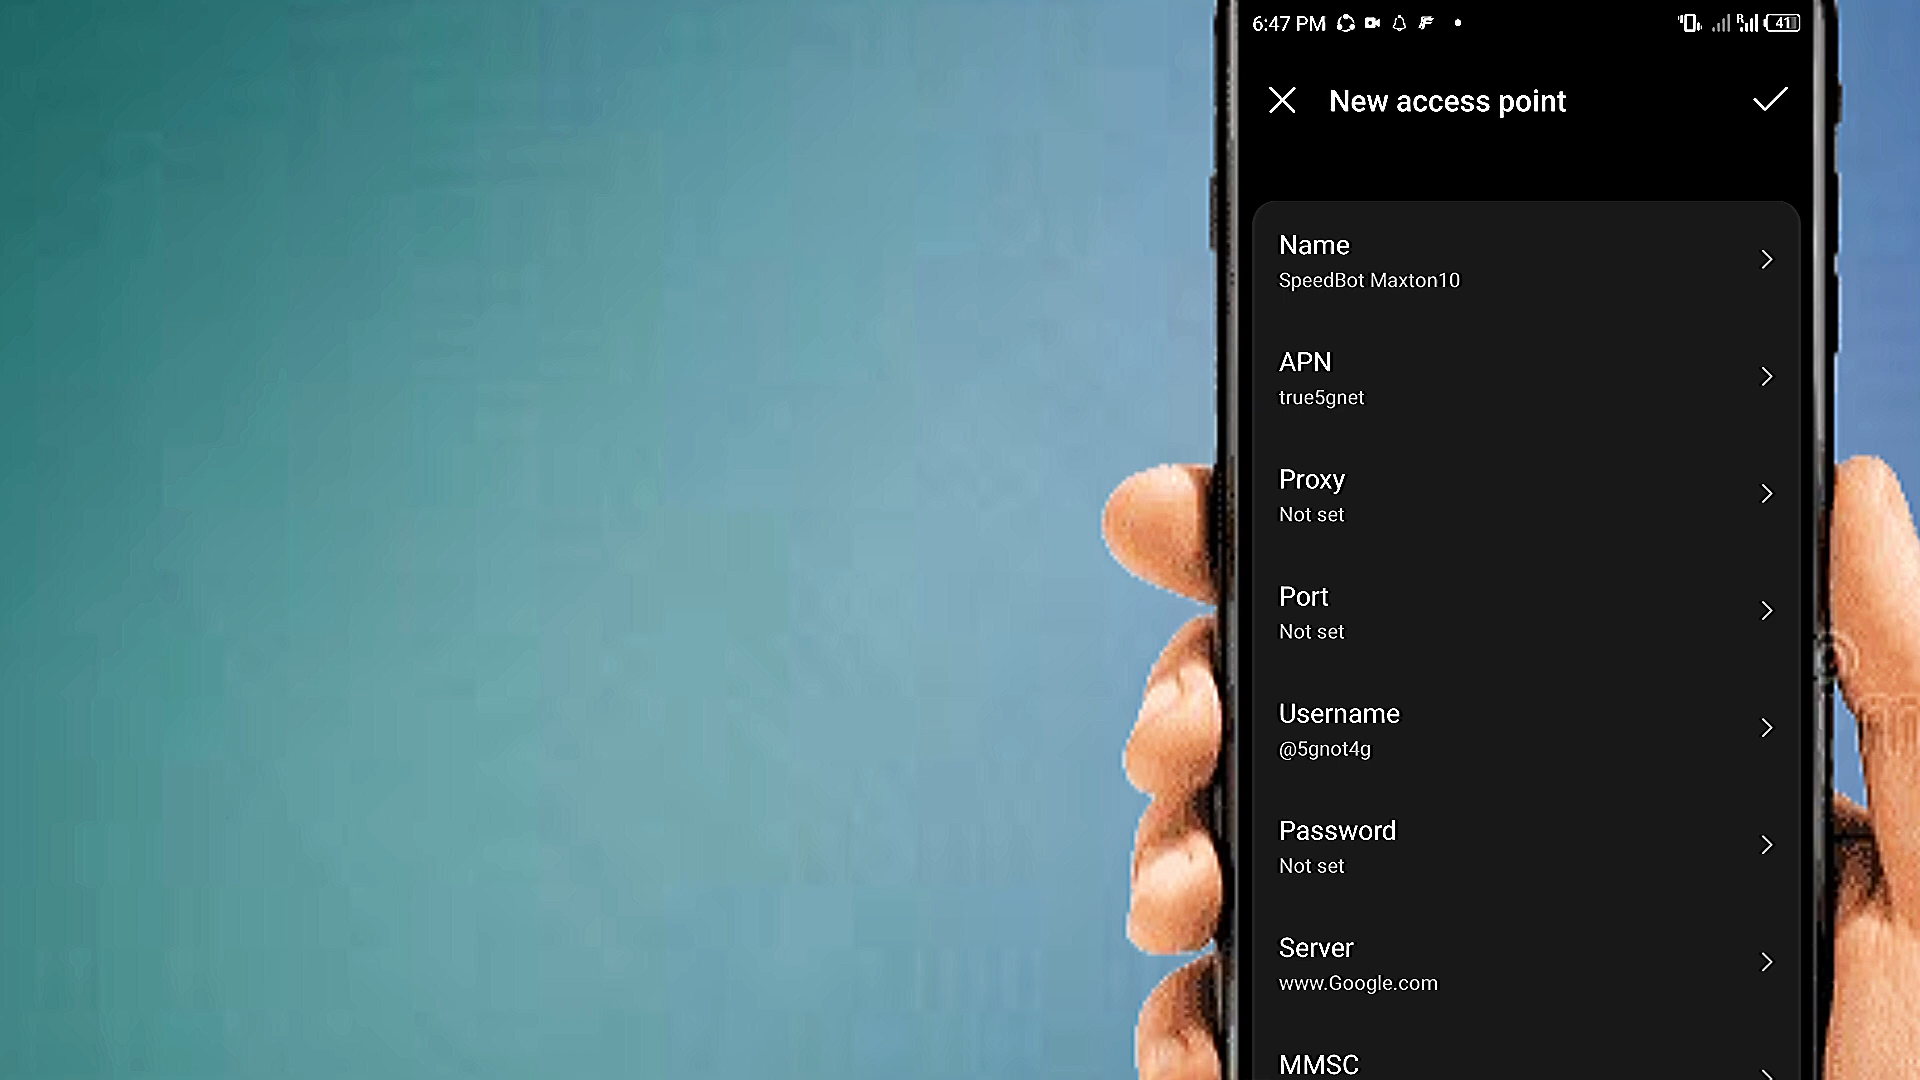 6:47 PM
R
41
New access point
Name
SpeedBot Maxton10
APN
true5gnet
Proxy
Not set
Port
Not set
Username
@5gnot4g
Password
Not set
Server
www.Google.com
MMSC